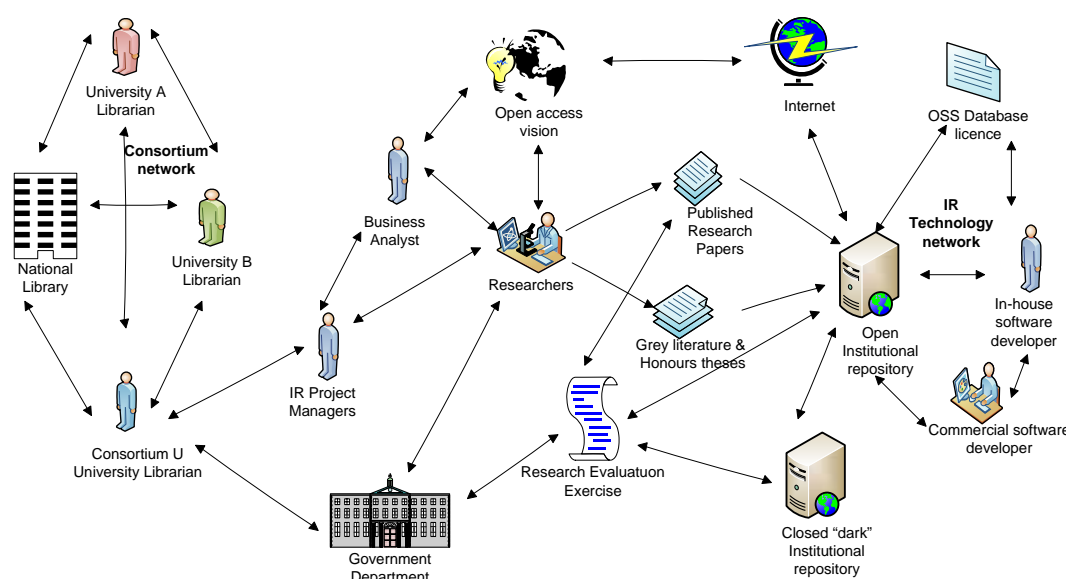 University A
Librarian
Consortium
network
National
Library
University B
Librarian
Consortium U
University Librarian
Business
Analyst
IR Project
Managers
Open access
vision
Researchers
Government
Department
Published
Research
Papers
Grey literature &
Honours theses
Research Evaluatuon
Exercise
Internet
OSS Database
licence
IR
Technology
network
Open
Institutional
repository
In-house
software
developer
Commercial software
developer
Closed “dark”
Institutional
repository